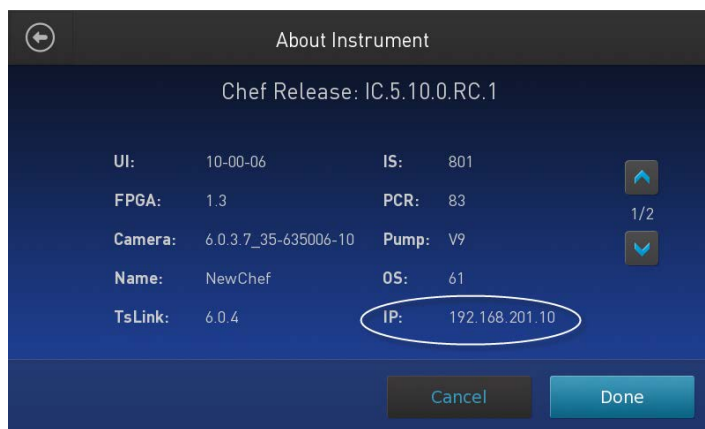 About Instrument
Chef Release: IC.5.10.0.RC.1
UI: 10-00-06 IS: 801
FPGA: 1.3 PCR: 83
1/2
Camera: 6.0.3.7_35-635006-10 Pump: V9
Name: NewChef OS: 61
TsLink: 6.0.4 IP: 192.168.201.10
Cancel Done